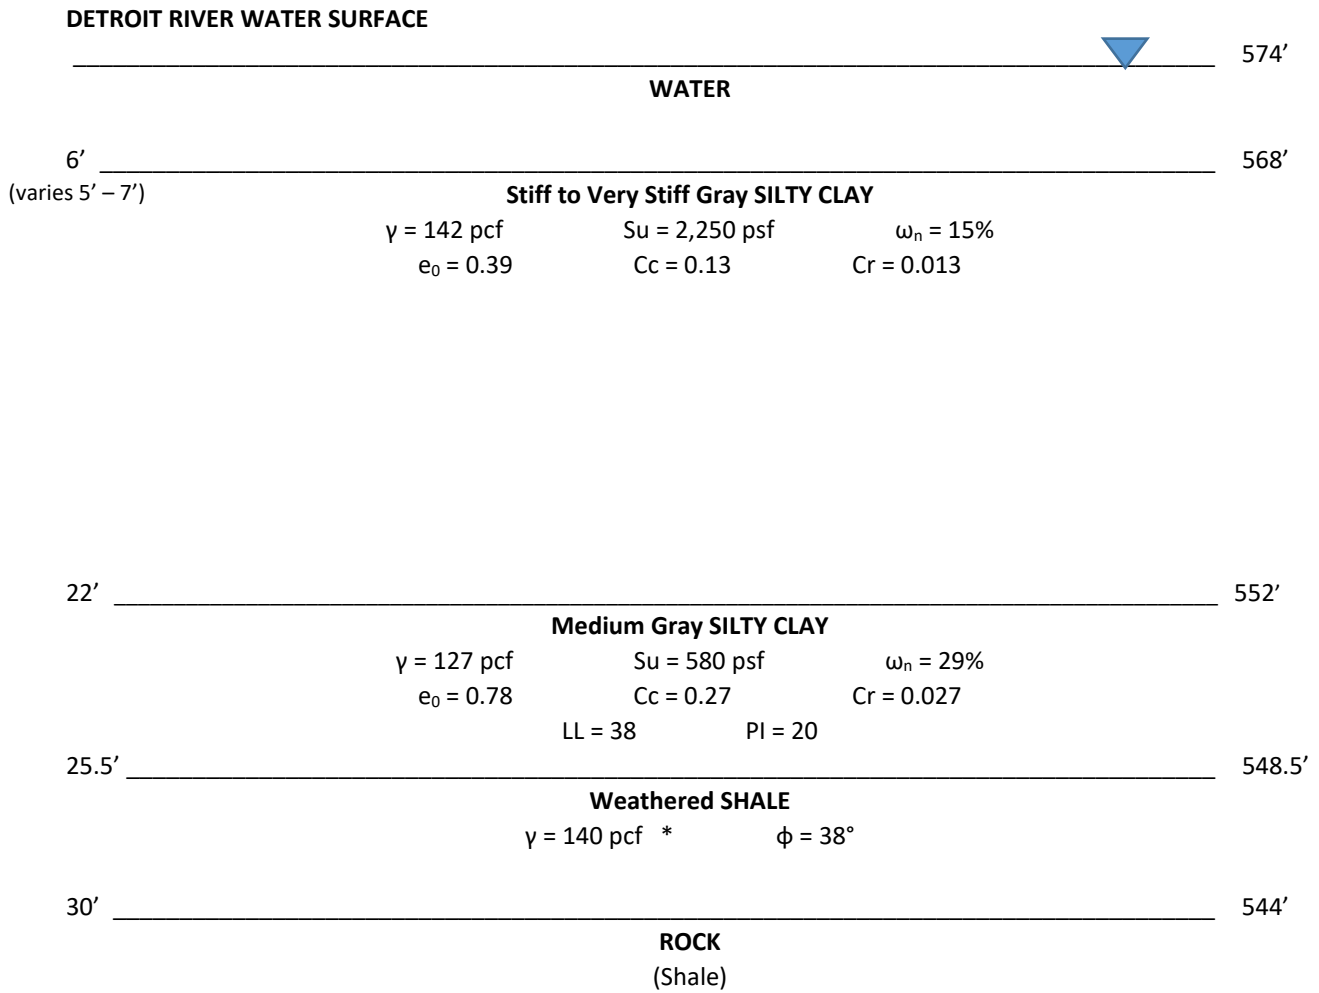 DETROIT RIVER WATER SURFACE
574’
WATER
6’ 568’
(varies 5’ – 7’) Stiff to Very Stiff Gray SILTY CLAY
γ = 142 pcf Su = 2,250 psf ωn = 15%
e0 = 0.39 Cc = 0.13 Cr = 0.013
22’ 552’
Medium Gray SILTY CLAY
γ = 127 pcf Su = 580 psf ωn = 29%
e0 = 0.78 Cc = 0.27 Cr = 0.027
LL = 38 PI = 20
25.5’ 548.5’
Weathered SHALE
γ = 140 pcf * φ = 38°
30’ 544’
ROCK
(Shale)